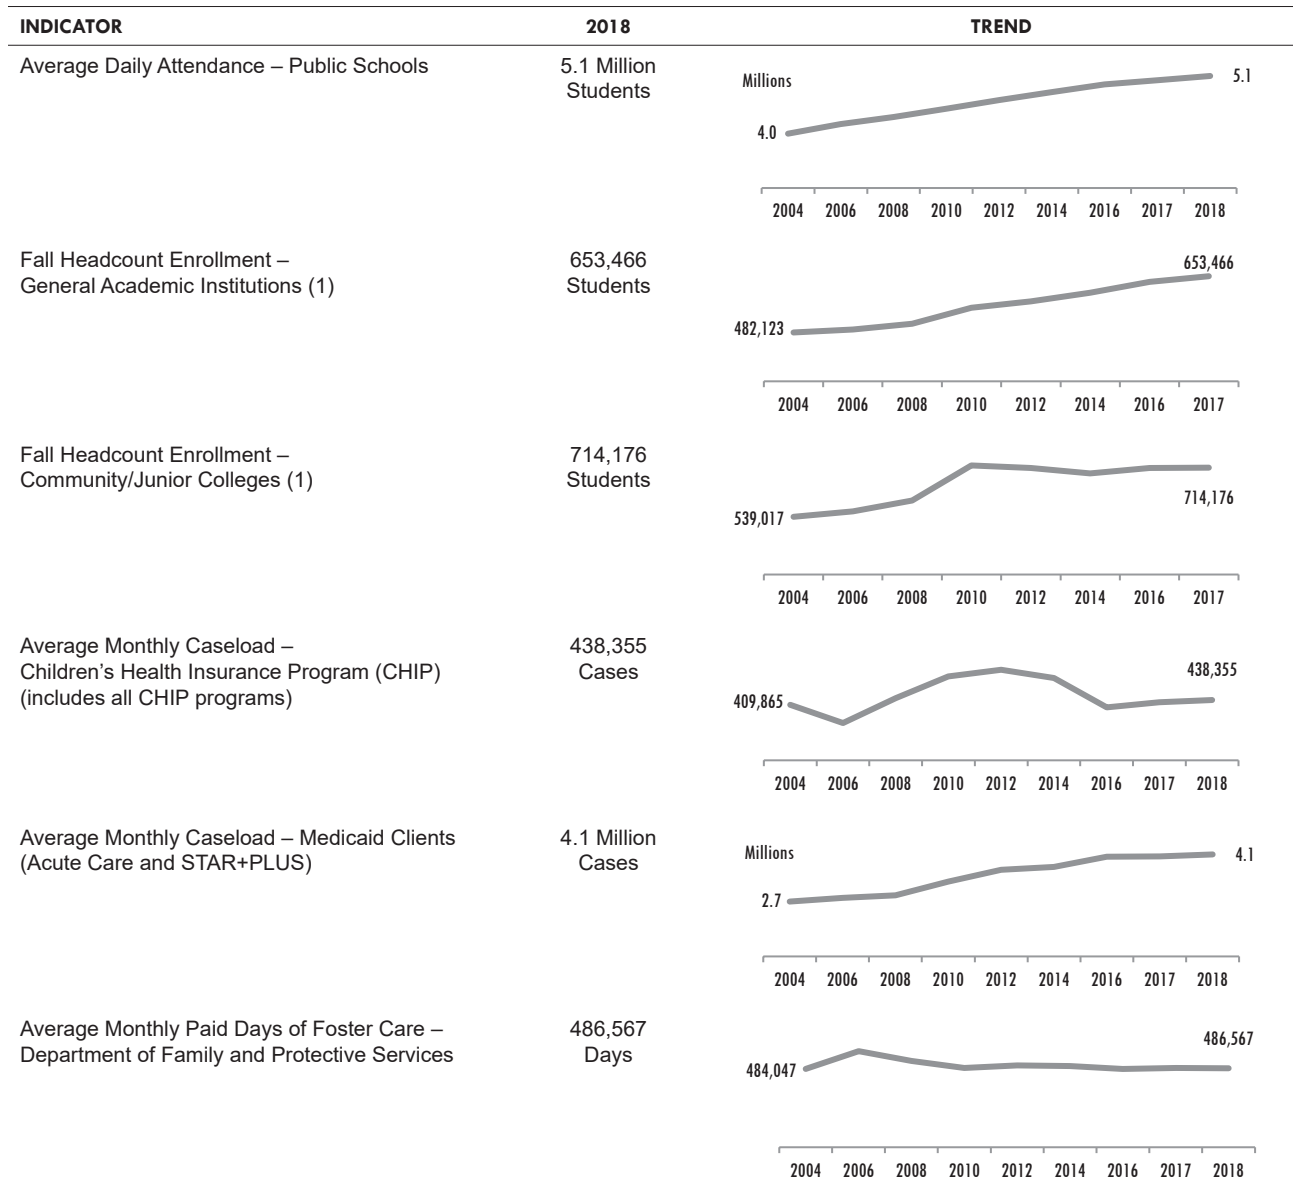 INDICATOR 2018 TREND
Average Daily Attendance – Public Schools 5.1 Million
Students
Millions
5.1
4.0
2004 2006 2008 2010 2012 2014 2016 2017 2018
Fall Headcount Enrollment – 653,466
General Academic Institutions (1) Students
653,466
482,123
2004 2006 2008 2010 2012 2014 2016 2017
Fall Headcount Enrollment – 714,176
Community/Junior Colleges (1) Students
714,176
539,017
2004 2006 2008 2010 2012 2014 2016 2017
Average Monthly Caseload – 438,355
Children’s Health Insurance Program (CHIP) Cases
(includes all CHIP programs)
438,355
409,865
2004 2006 2008 2010 2012 2014 2016 2017 2018
Average Monthly Caseload – Medicaid Clients 4.1 Million
(Acute Care and STAR+PLUS) Cases
Millions
4.1
2.7
2004 2006 2008 2010 2012 2014 2016 2017 2018
Average Monthly Paid Days of Foster Care – 486,567
Department of Family and Protective Services Days
486,567
484,047
2004 2006 2008 2010 2012 2014 2016 2017 2018